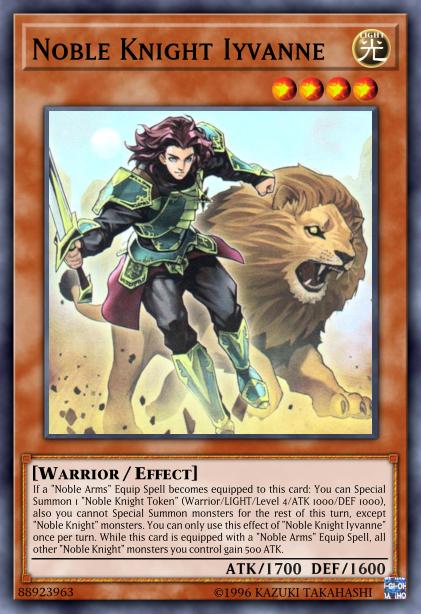 Noble Knight Iyvanne
LIGHT
光
[Warrior / Effect]
If a "Noble Arms" Equip Spell becomes equipped to this card: You can Special
Summon 1 "Noble Knight Token" (Warrior/LIGHT/Level 4/ATK 1000/DEF 1000),
also you cannot Special Summon monsters for the rest of this turn, except
"Noble Knight" monsters. You can only use this effect of "Noble Knight Iyvanne"
once per turn. While this card is equipped with a "Noble Arms" Equip Spell, all
other "Noble Knight" monsters you control gain 500 ATK.
ATK/1700 DEF/1600
88923963
©1996 KAZUKI TAKAHASHI